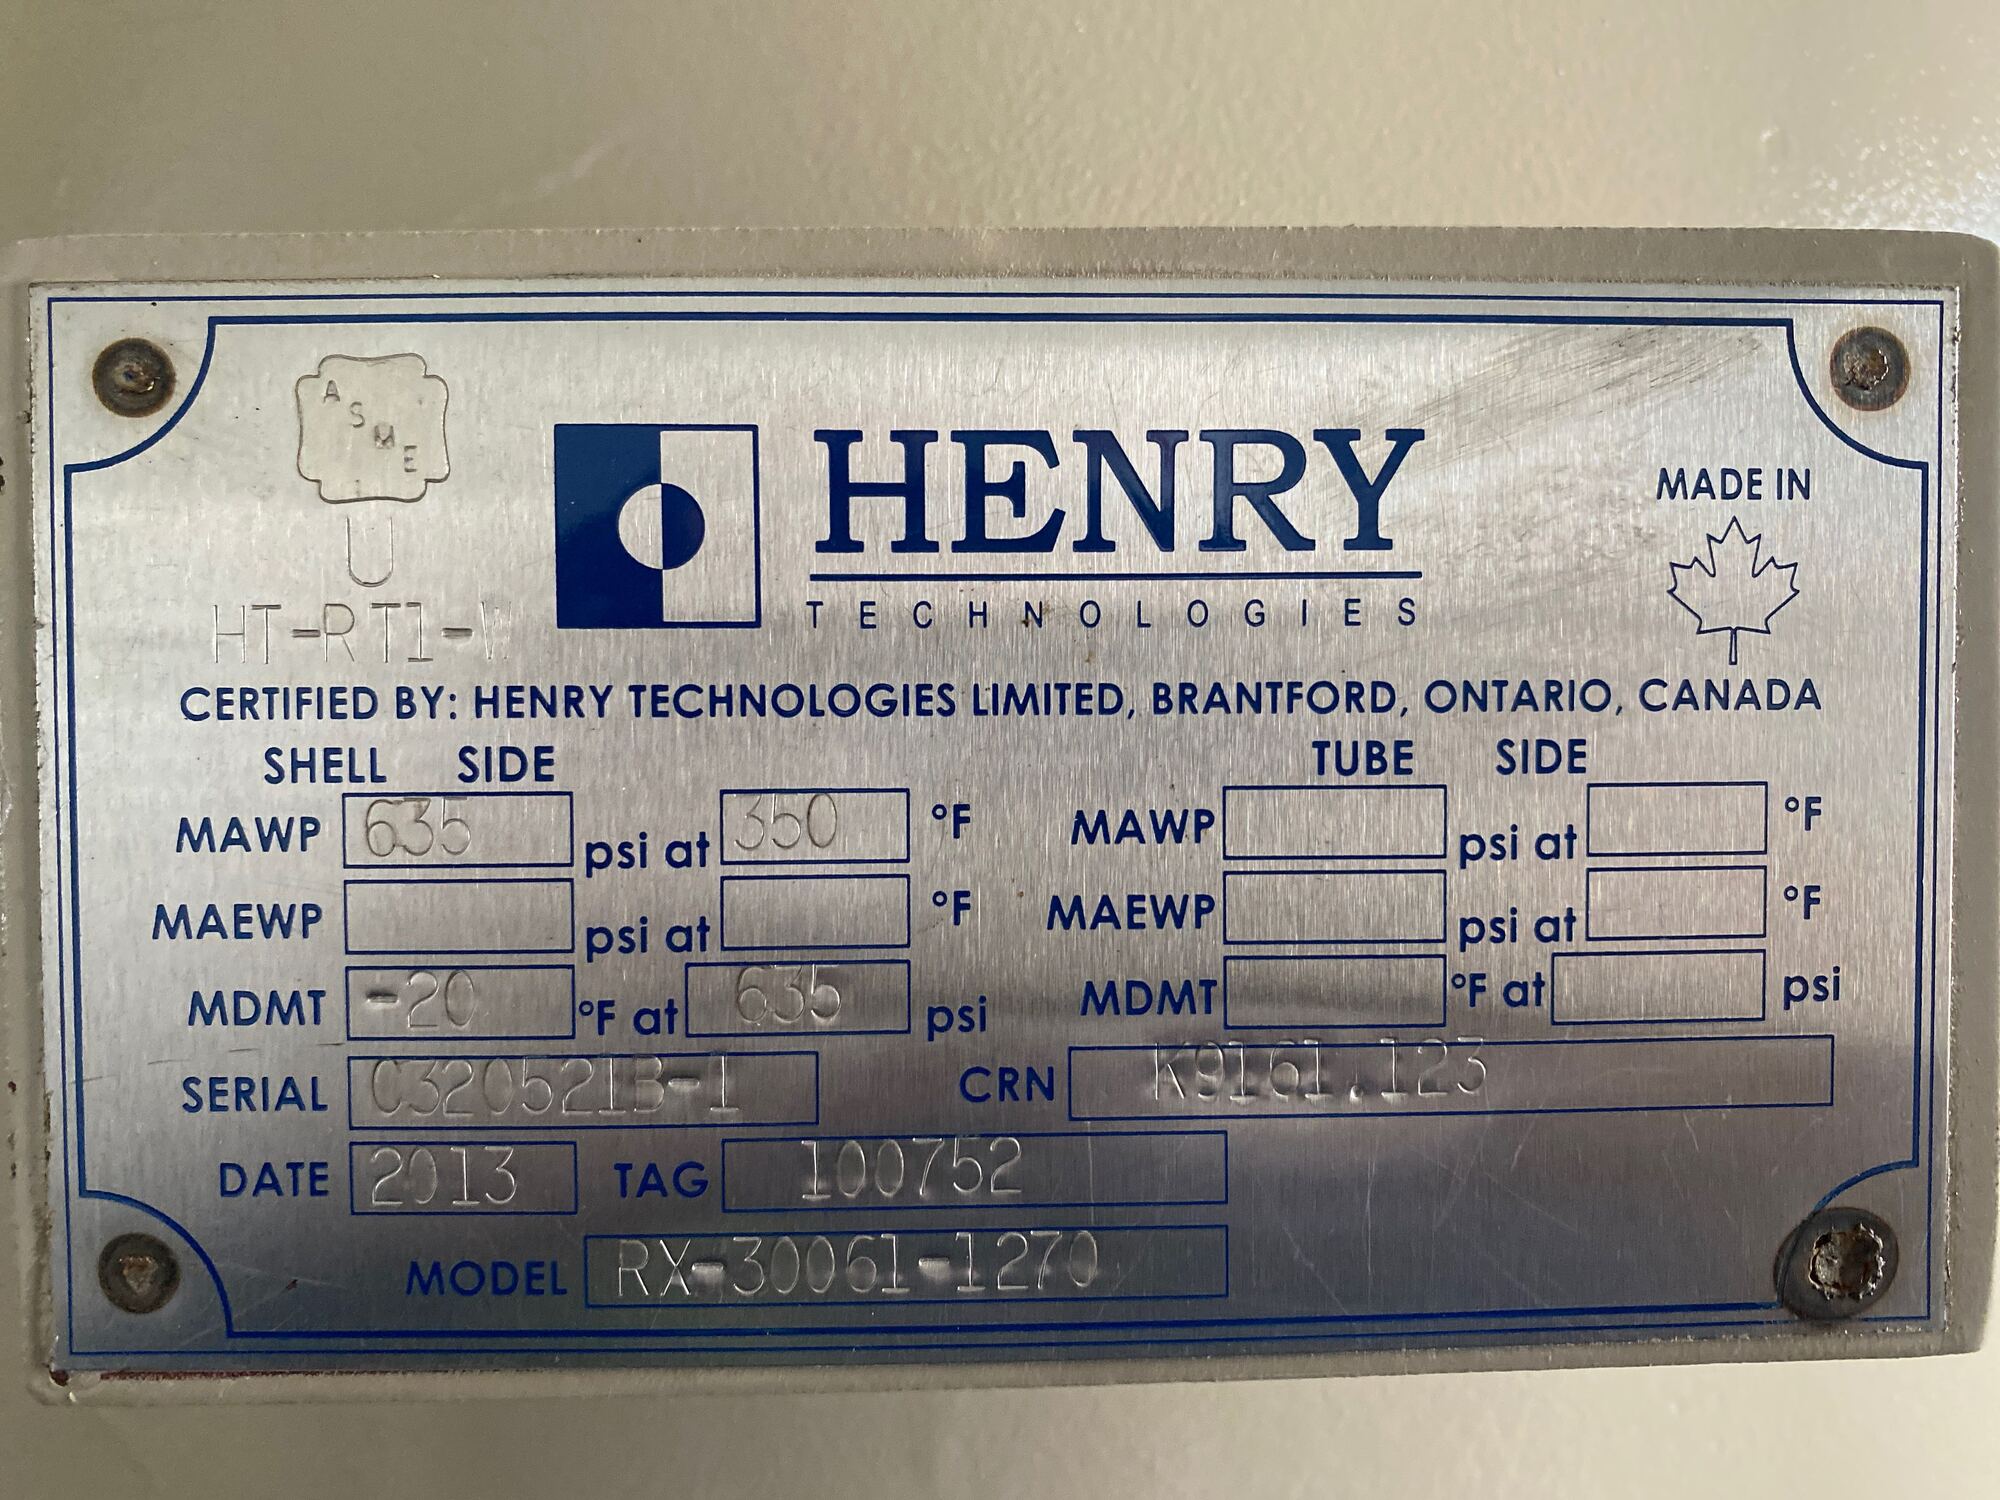 ASME
U
HT-RT1-W
HENRY
TECHNOLOGIES
MADE IN
CERTIFIED BY: HENRY TECHNOLOGIES LIMITED, BRANTFORD, ONTARIO, CANADA
SHELL SIDE
TUBE SIDE
MAWP 635 psi at 350 °F
MAWP psi at °F
MAEWP psi at °F
MAEWP psi at °F
MDMT -20 °F at 635 psi
MDMT °F at psi
SERIAL C320521B-1
CRN K9161.123
DATE 2013 TAG 100752
MODEL RX-30061-1270